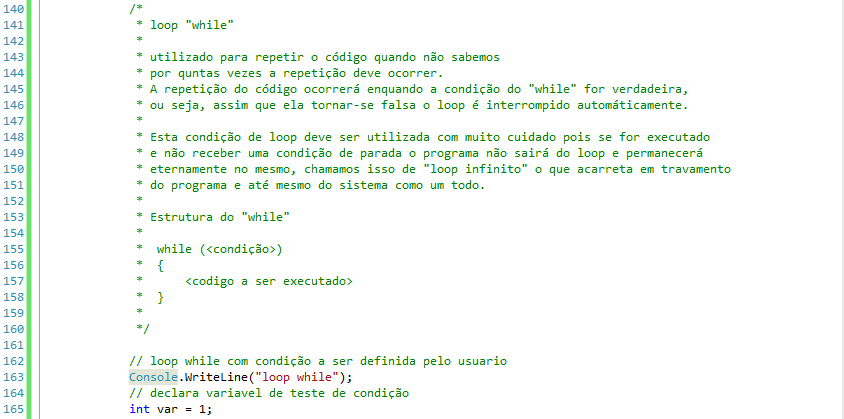 140 /*
141 * loop "while"
142 *
143 * utilizado para repetir o código quando não sabemos
144 * por quntas vezes a repetição deve ocorrer.
145 * A repetição do código ocorrerá enquando a condição do "while" for verdadeira,
146 * ou seja, assim que ela tornar-se falsa o loop é interrompido automáticamente.
147 *
148 * Esta condição de loop deve ser utilizada com muito cuidado pois se for executado
149 * e não receber uma condição de parada o programa não sairá do loop e permanecerá
150 * eternamente no mesmo, chamamos isso de "loop infinito" o que acarreta em travamento
151 * do programa e até mesmo do sistema como um todo.
152 *
153 * Estrutura do "while"
154 *
155 * while (<condição>)
156 * {
157 * <codigo a ser executado>
158 * }
159 *
160 */
161
162 // loop while com condição a ser definida pelo usuario
163 Console.WriteLine("loop while");
164 // declara variavel de teste de condição
165 int var = 1;